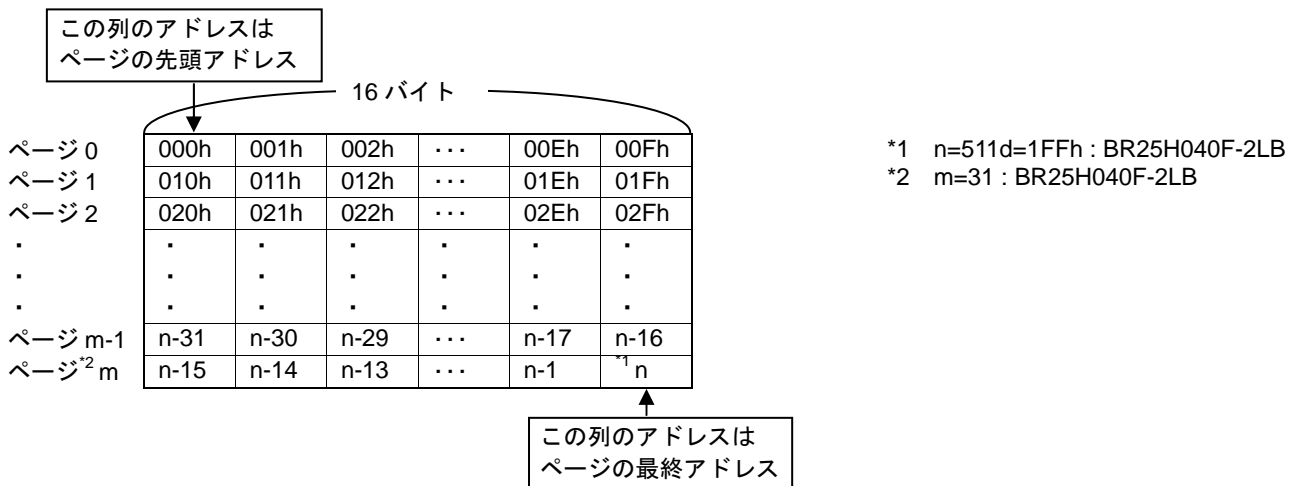 この列のアドレスは
ページの先頭アドレス
16 バイト
ページ 0 000h 001h 002h ··· 00Eh 00Fh
ページ 1 010h 011h 012h ··· 01Eh 01Fh
ページ 2 020h 021h 022h ··· 02Eh 02Fh
・ ・ ・ ・ ・ ・ ・
・ ・ ・ ・ ・ ・ ・
・ ・ ・ ・ ・ ・ ・
ページ m-1 n-31 n-30 n-29 ··· n-17 n-16
ページ*2 m n-15 n-14 n-13 ··· n-1 *1 n
この列のアドレスは
ページの最終アドレス
*1 n=511d=1FFh : BR25H040F-2LB
*2 m=31 : BR25H040F-2LB